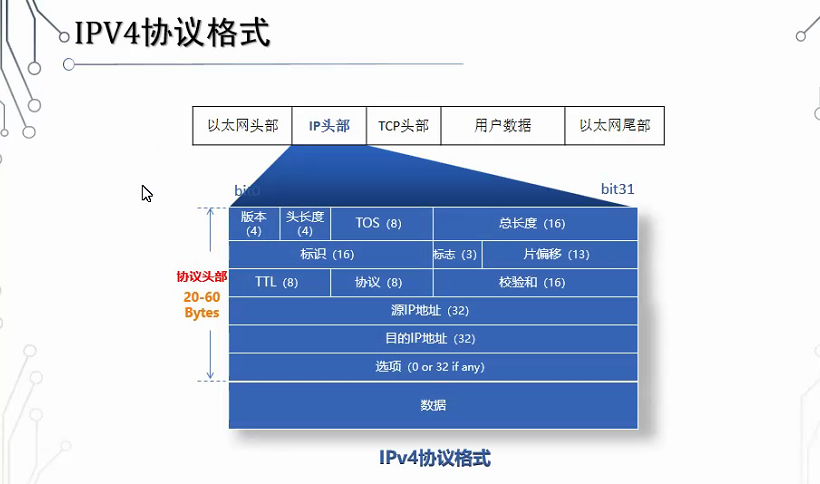 IPV4协议格式
以太网头部 IP头部 TCP头部 用户数据 以太网尾部
bit0 bit31
版本 (4) 头长度 (4) TOS (8) 总长度 (16)
标识 (16) 标志 (3) 片偏移 (13)
协议头部
20-60
Bytes
TTL (8) 协议 (8) 校验和 (16)
源IP地址 (32)
目的IP地址 (32)
选项 (0 or 32 if any)
数据
IPv4协议格式